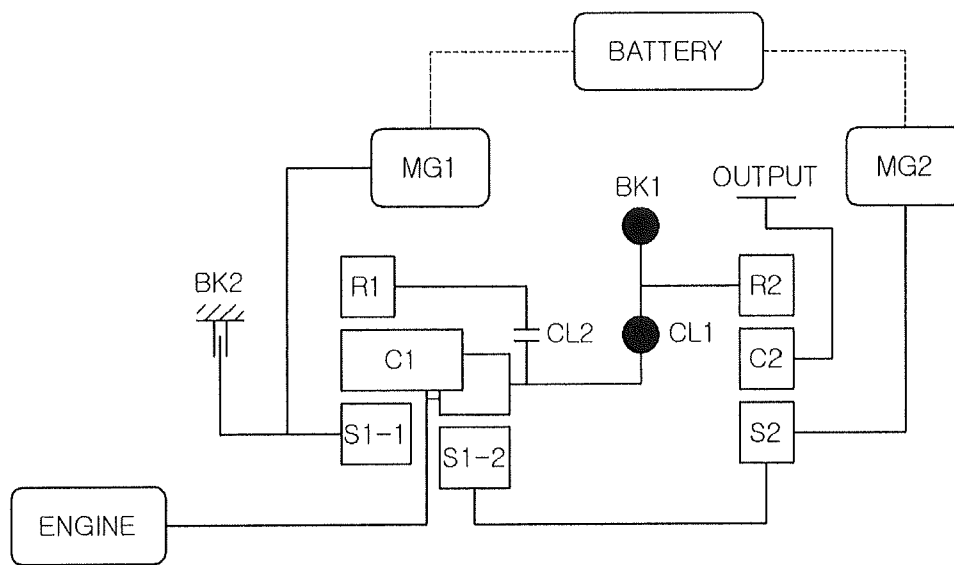 BATTERY
MG1
MG2
BK1
OUTPUT
BK2
R1
R2
CL2
CL1
C1
C2
S1-1
S1-2
S2
ENGINE